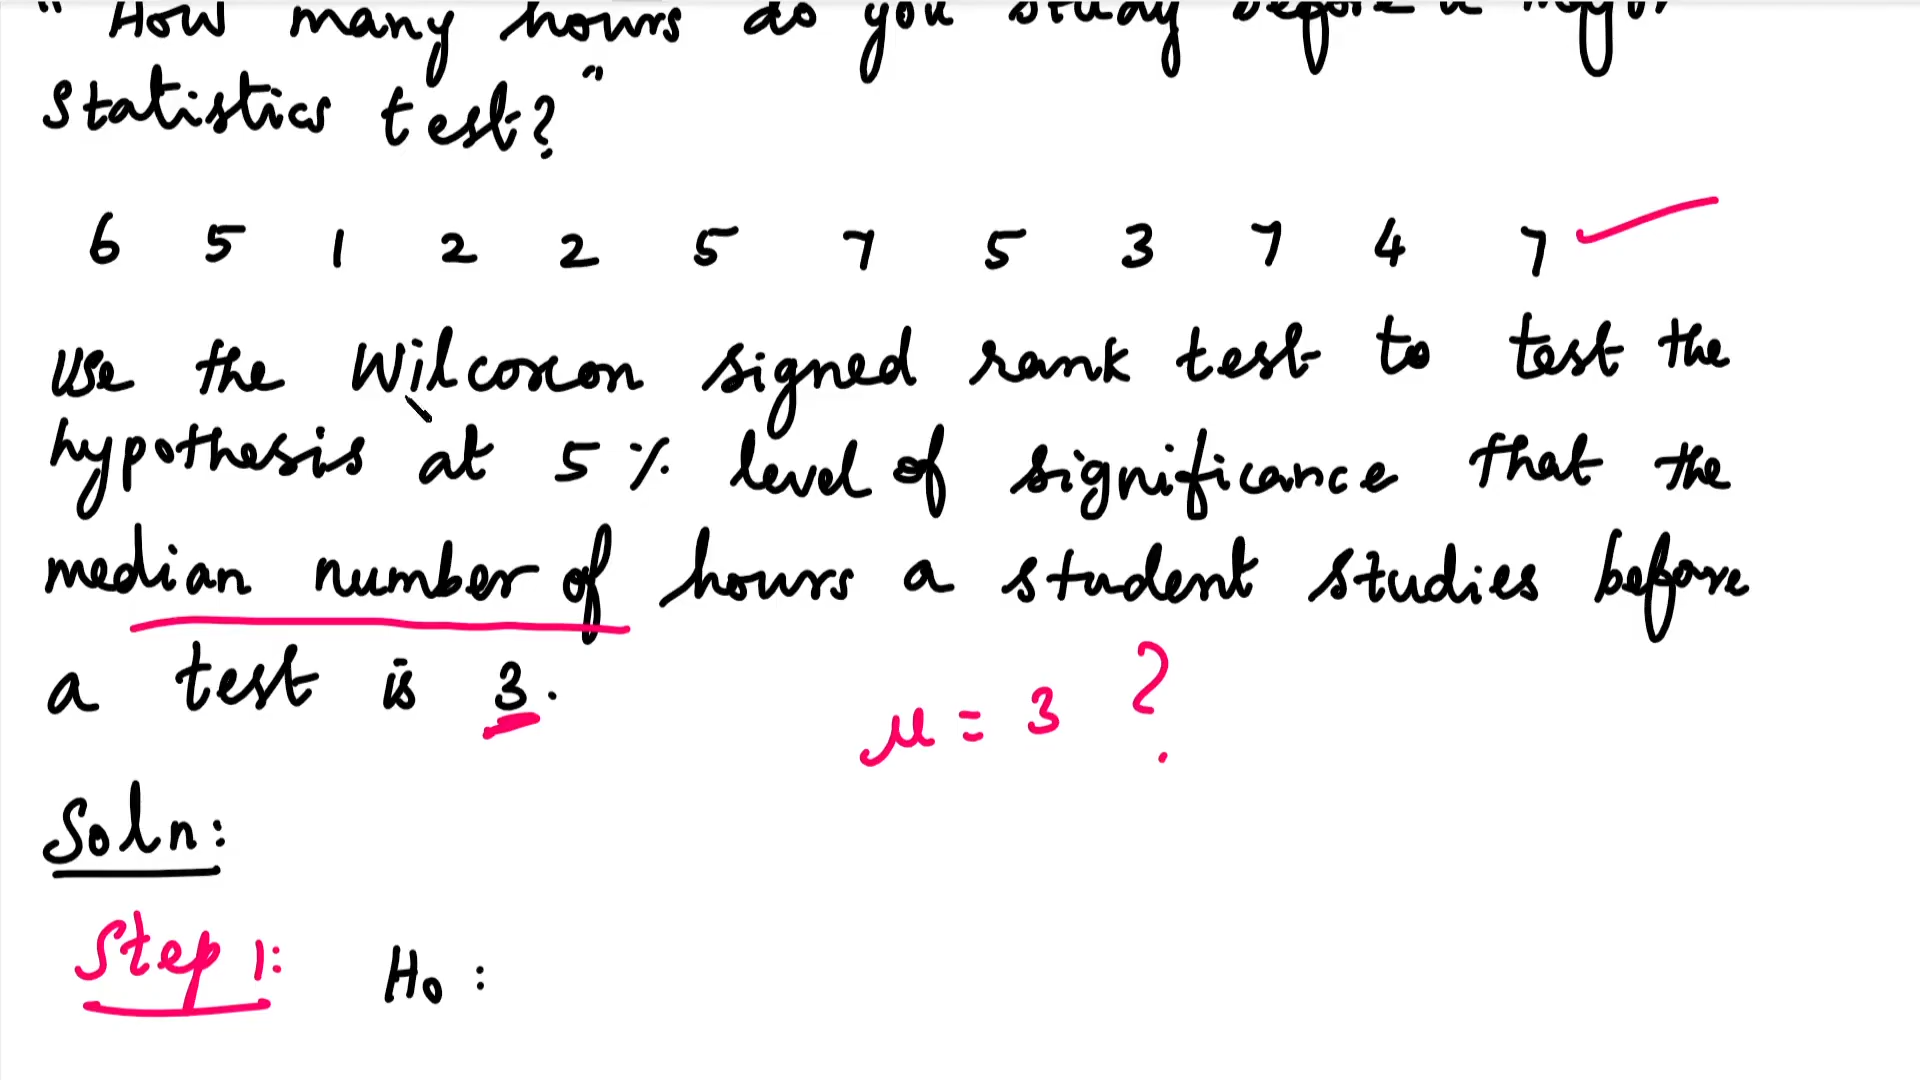 "How many hours do you study before a major
Statistics test?"
6 5 1 2 2 5 7 5 3 7 4 7
Use the Wilcoxon signed rank test to test the
hypothesis at 5% level of significance that the
median number of hours a student studies before
a test is 3.
μ = 3 ?
Soln:
Step 1: H₀ :